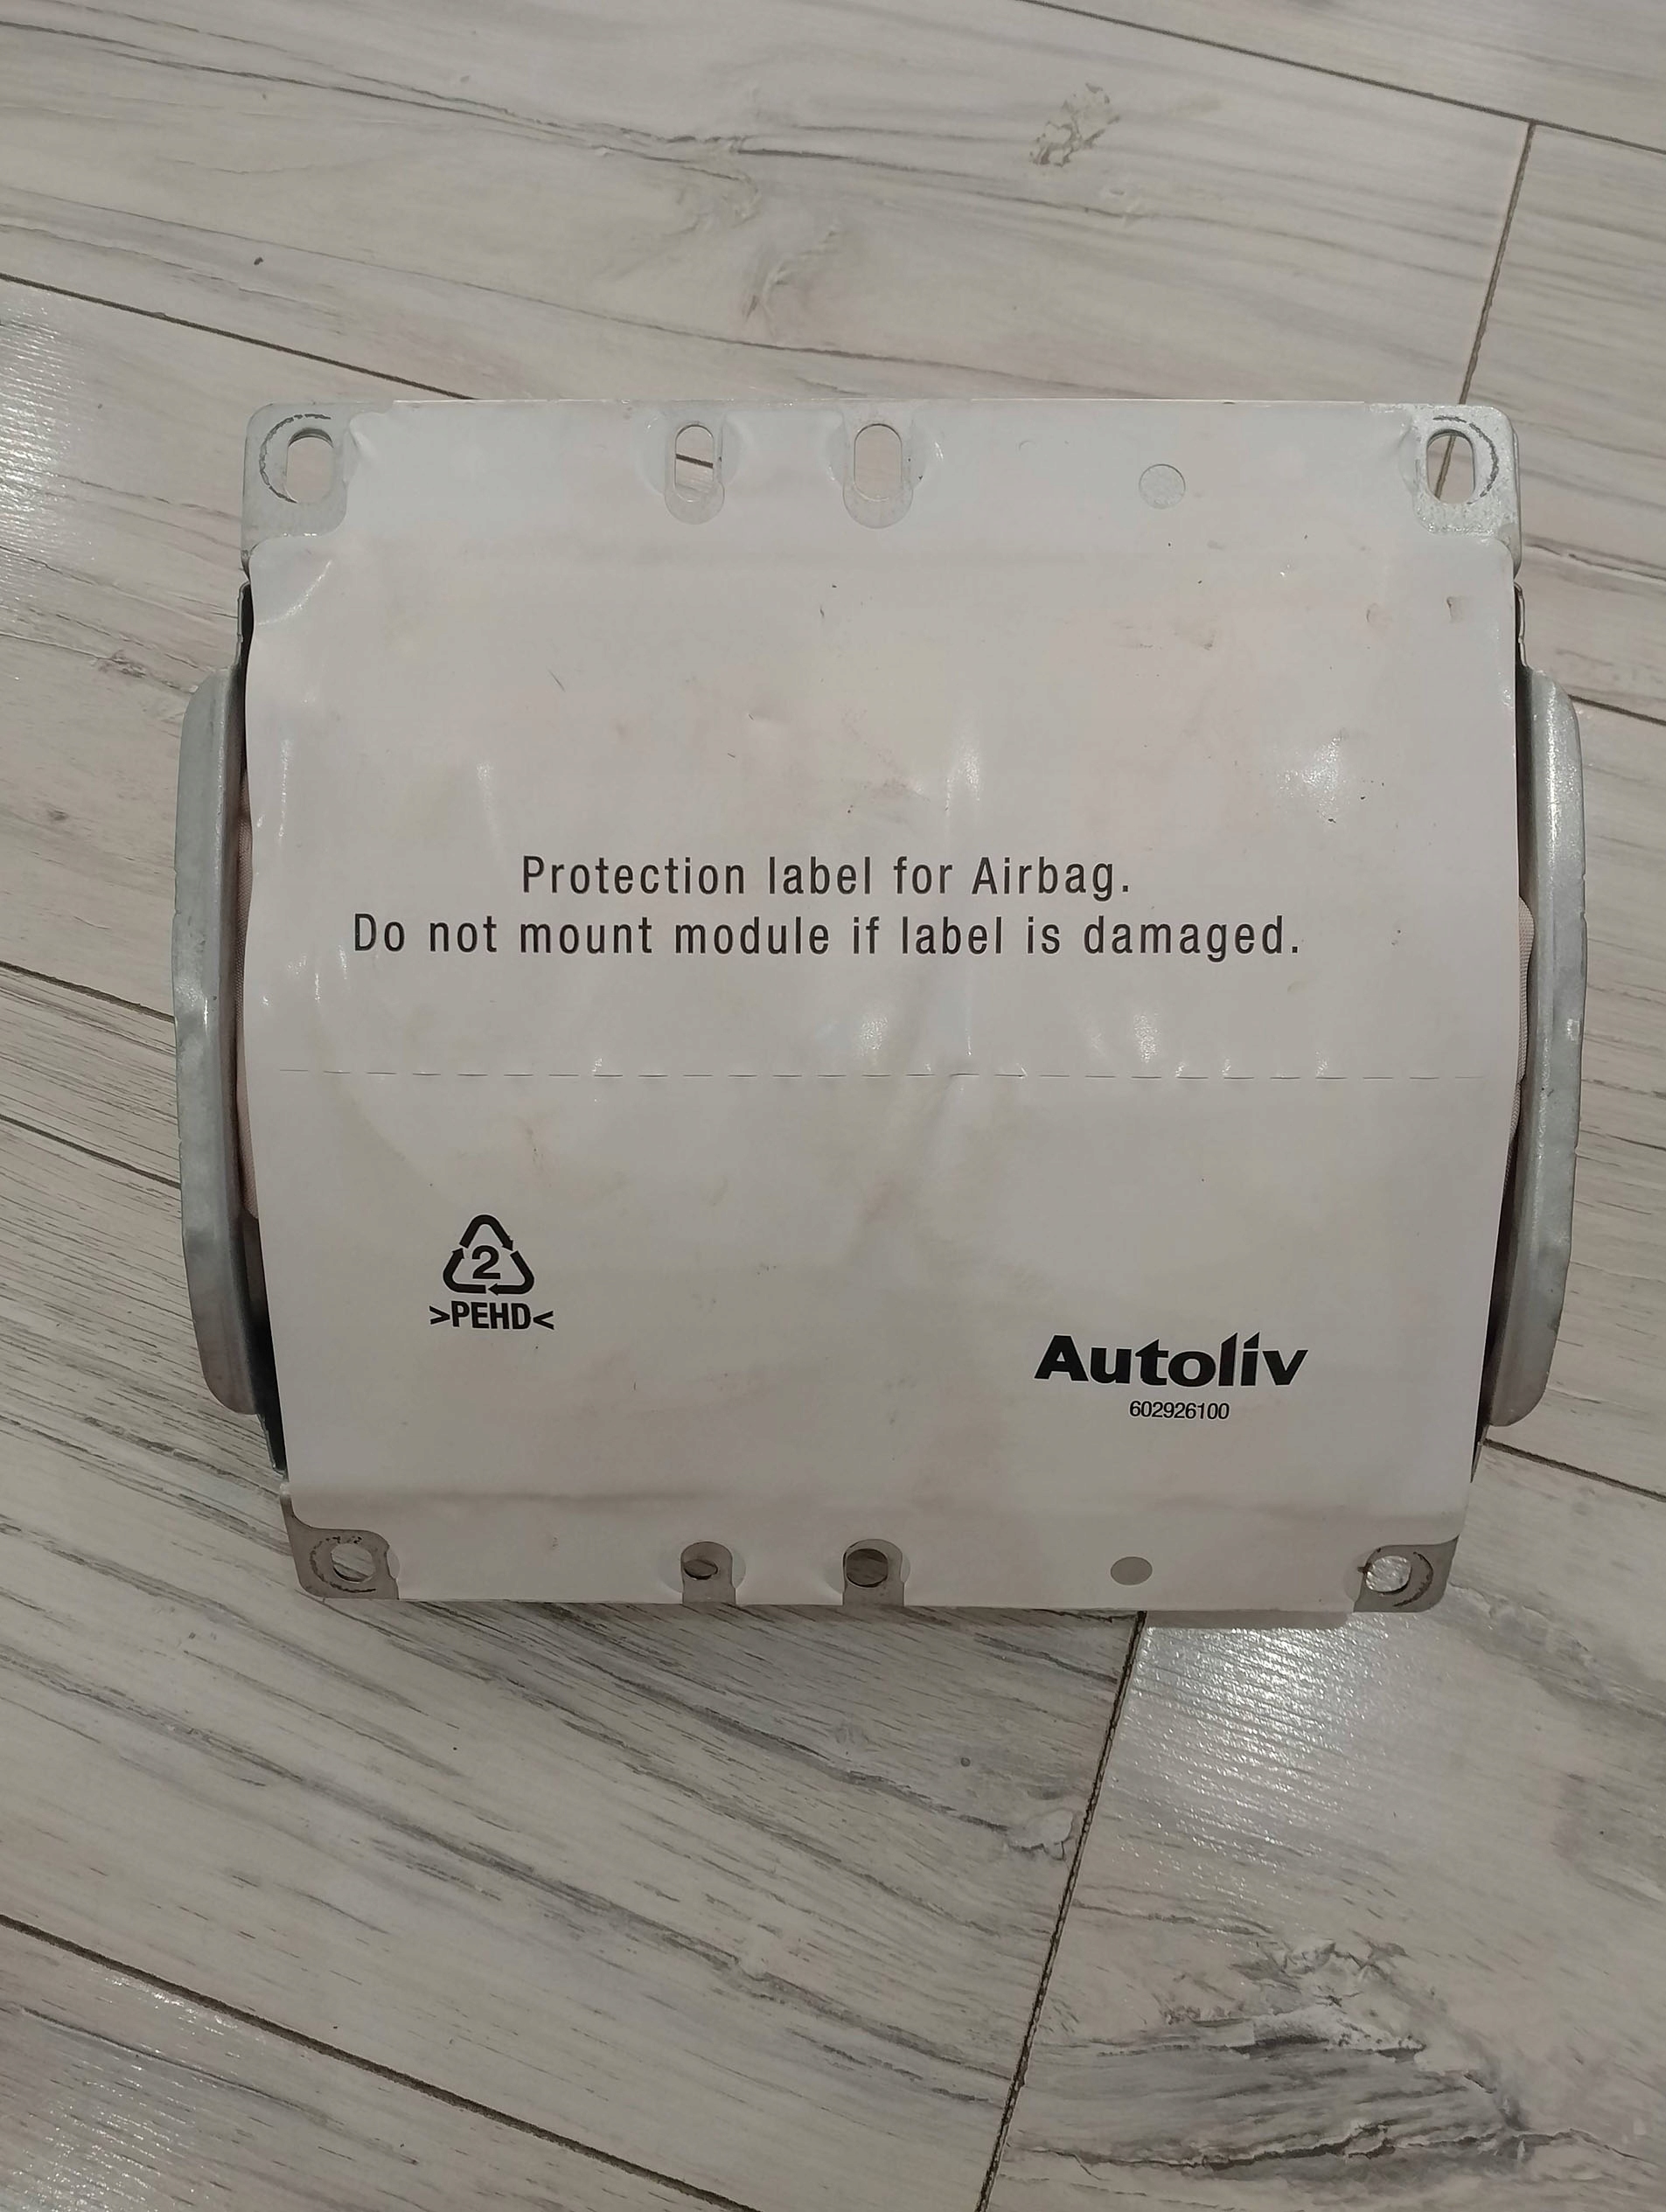 Protection label for Airbag.
Do not mount module if label is damaged.
2
>PEHD<
Autoliv
602926100